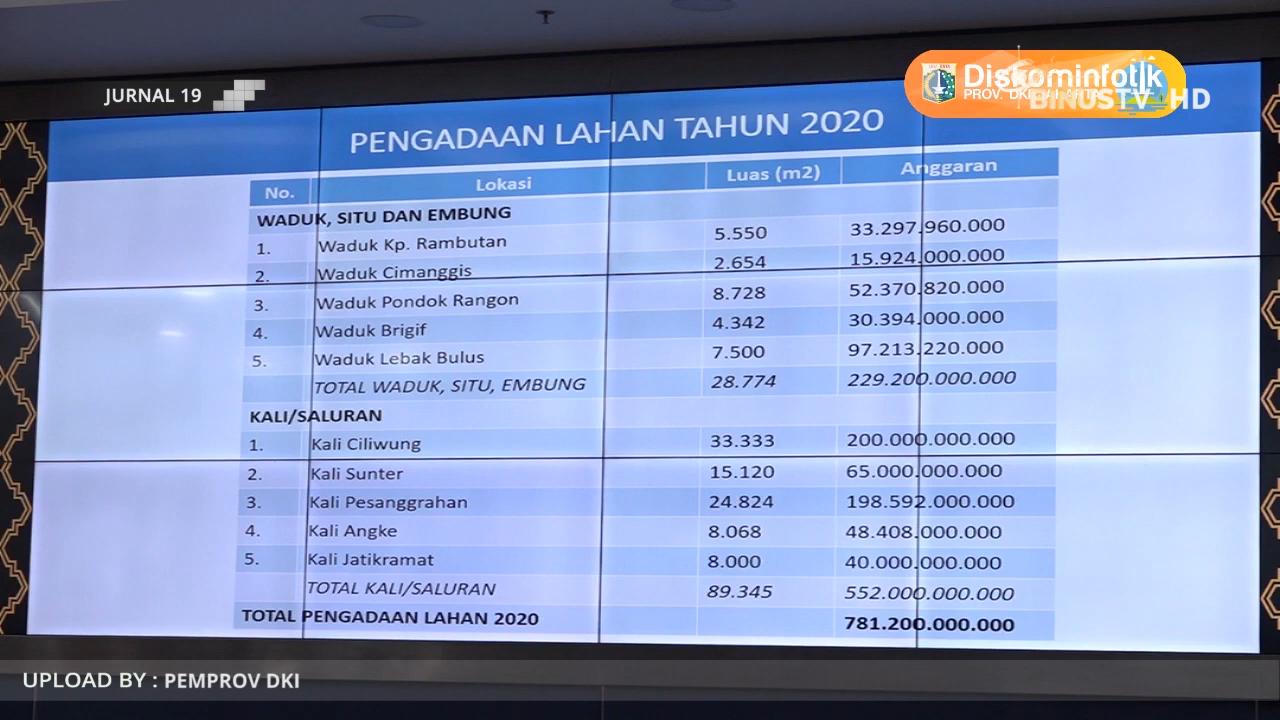 JURNAL 19
Diskominfotik
PROV. DKI JAKARTA
BINUSTV HD
PENGADAAN LAHAN TAHUN 2020
No. Lokasi Luas (m2) Anggaran
WADUK, SITU DAN EMBUNG
1. Waduk Kp. Rambutan 5.550 33.297.960.000
2. Waduk Cimanggis 2.654 15.924.000.000
3. Waduk Pondok Rangon 8.728 52.370.820.000
4. Waduk Brigif 4.342 30.394.000.000
5. Waduk Lebak Bulus 7.500 97.213.220.000
TOTAL WADUK, SITU, EMBUNG 28.774 229.200.000.000
KALI/SALURAN
1. Kali Ciliwung 33.333 200.000.000.000
2. Kali Sunter 15.120 65.000.000.000
3. Kali Pesanggrahan 24.824 198.592.000.000
4. Kali Angke 8.068 48.408.000.000
5. Kali Jatikramat 8.000 40.000.000.000
TOTAL KALI/SALURAN 89.345 552.000.000.000
TOTAL PENGADAAN LAHAN 2020 781.200.000.000
UPLOAD BY : PEMPROV DKI